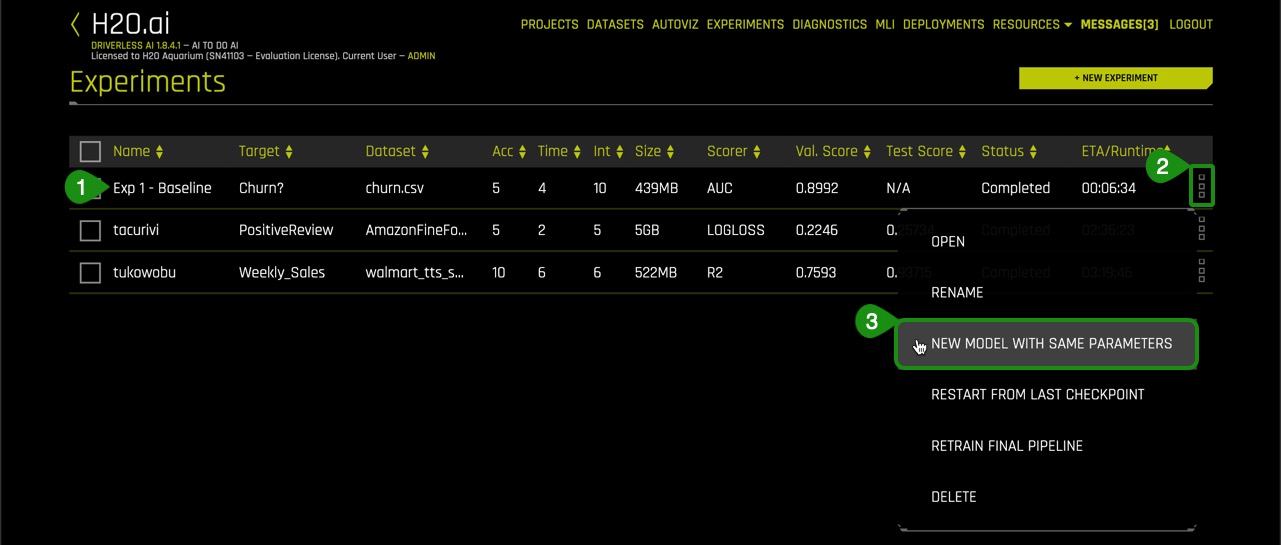 H2O.ai
PROJECTS DATASETS AUTOVIZ EXPERIMENTS DIAGNOSTICS MLI DEPLOYMENTS RESOURCES MESSAGES[3] LOGOUT
DRIVERLESS AI 1.8.4.1 – AI TO DO AI
Licensed to H2O Aquarium (SN41103 – Evaluation License). Current User – ADMIN
Experiments
+ NEW EXPERIMENT
Name Target Dataset Acc Time Int Size Scorer Val. Score Test Score Status ETA/Runtime
2
1 Exp 1 - Baseline Churn? churn.csv 5 4 10 439MB AUC 0.8992 N/A Completed 00:06:34
tacurivi PositiveReview AmazonFineFo... 5 2 5 5GB LOGLOSS 0.2246 0.25734 Completed 02:36:23
OPEN
tukowobu Weekly_Sales walmart_tts_s... 10 6 6 522MB R2 0.7593 0.83715 Completed 03:19:46
RENAME
3
NEW MODEL WITH SAME PARAMETERS
RESTART FROM LAST CHECKPOINT
RETRAIN FINAL PIPELINE
DELETE